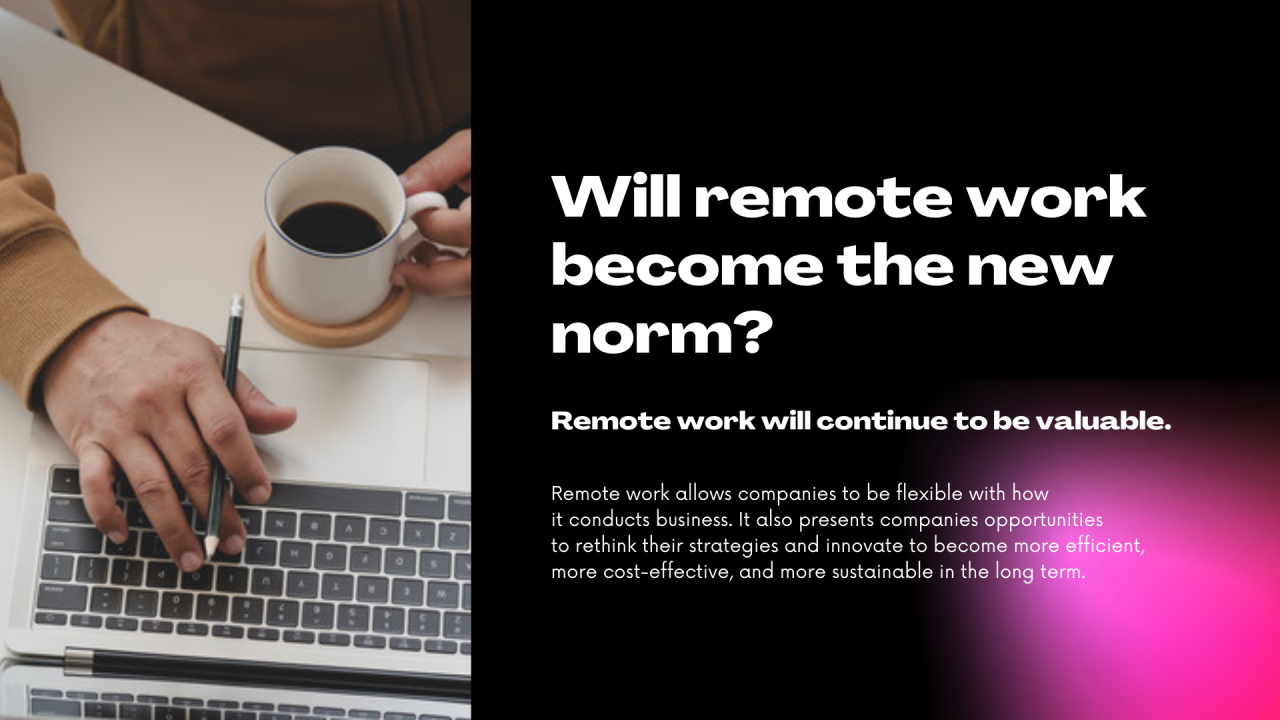 Will remote work
become the new
norm?
Remote work will continue to be valuable.
Remote work allows companies to be flexible with how
it conducts business. It also presents companies opportunities
to rethink their strategies and innovate to become more efficient,
more cost-effective, and more sustainable in the long term.